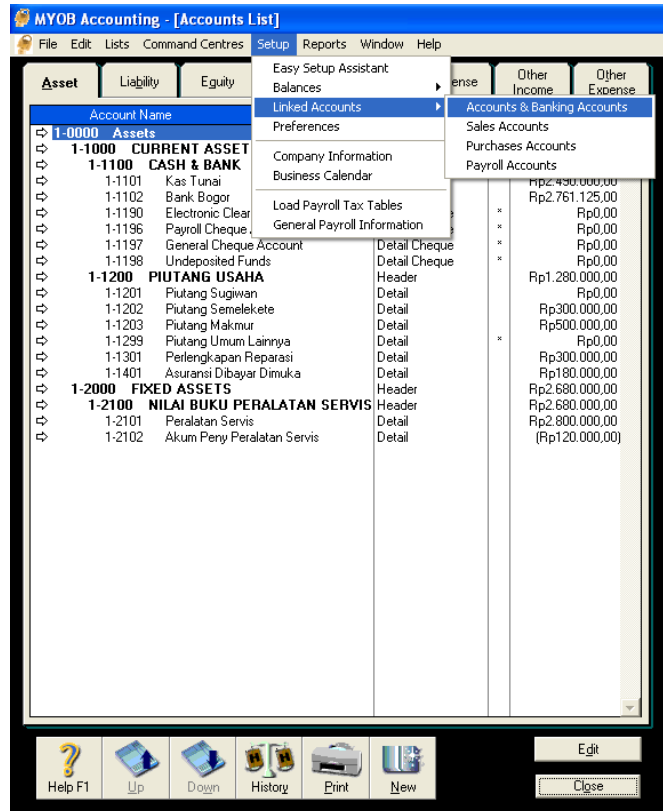 MYOB Accounting - [Accounts List]
File Edit Lists Command Centres Setup Reports Window Help
Easy Setup Assistant
Balances
Linked Accounts
Preferences
Company Information
Business Calendar
Load Payroll Tax Tables
General Payroll Information
Accounts & Banking Accounts
Sales Accounts
Purchases Accounts
Payroll Accounts
Asset Liability Equity ense Other Income Other Expense
Account Name
1-0000 Assets
1-1000 CURRENT ASSET
1-1100 CASH & BANK
1-1101 Kas Tunai Rp2.490.000,00
1-1102 Bank Bogor Rp2.761.125,00
1-1190 Electronic Clear * Rp0,00
1-1196 Payroll Cheque * Rp0,00
1-1197 General Cheque Account Detail Cheque * Rp0,00
1-1198 Undeposited Funds Detail Cheque * Rp0,00
1-1200 PIUTANG USAHA Header Rp1.280.000,00
1-1201 Piutang Sugiwan Detail Rp0,00
1-1202 Piutang Semelekete Detail Rp300.000,00
1-1203 Piutang Makmur Detail Rp500.000,00
1-1299 Piutang Umum Lainnya Detail * Rp0,00
1-1301 Perlengkapan Reparasi Detail Rp300.000,00
1-1401 Asuransi Dibayar Dimuka Detail Rp180.000,00
1-2000 FIXED ASSETS Header Rp2.680.000,00
1-2100 NILAI BUKU PERALATAN SERVIS Header Rp2.680.000,00
1-2101 Peralatan Servis Detail Rp2.800.000,00
1-2102 Akum Peny Peralatan Servis Detail (Rp120.000,00)
Help F1 Up Down History Print New
Edit
Close